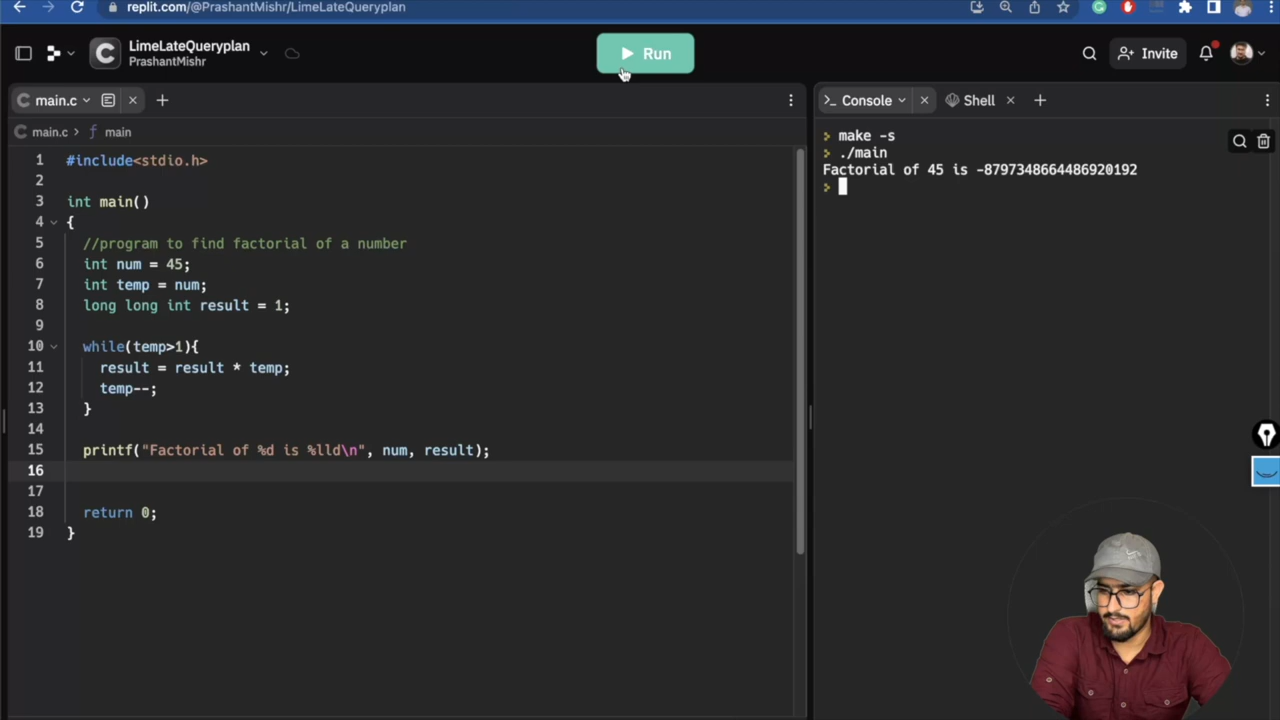 replit.com/@PrashantMishr/LimeLateQueryplan
LimeLateQueryplan
PrashantMishr
Run
Invite
main.c
main.c > f main
1 #include<stdio.h>
2
3 int main()
4 {
5 //program to find factorial of a number
6 int num = 45;
7 int temp = num;
8 long long int result = 1;
9
10 while(temp>1){
11 result = result * temp;
12 temp--;
13 }
14
15 printf("Factorial of %d is %lld\n", num, result);
16
17
18 return 0;
19 }
Console
Shell
> make -s
> ./main
Factorial of 45 is -8797348664486920192
>